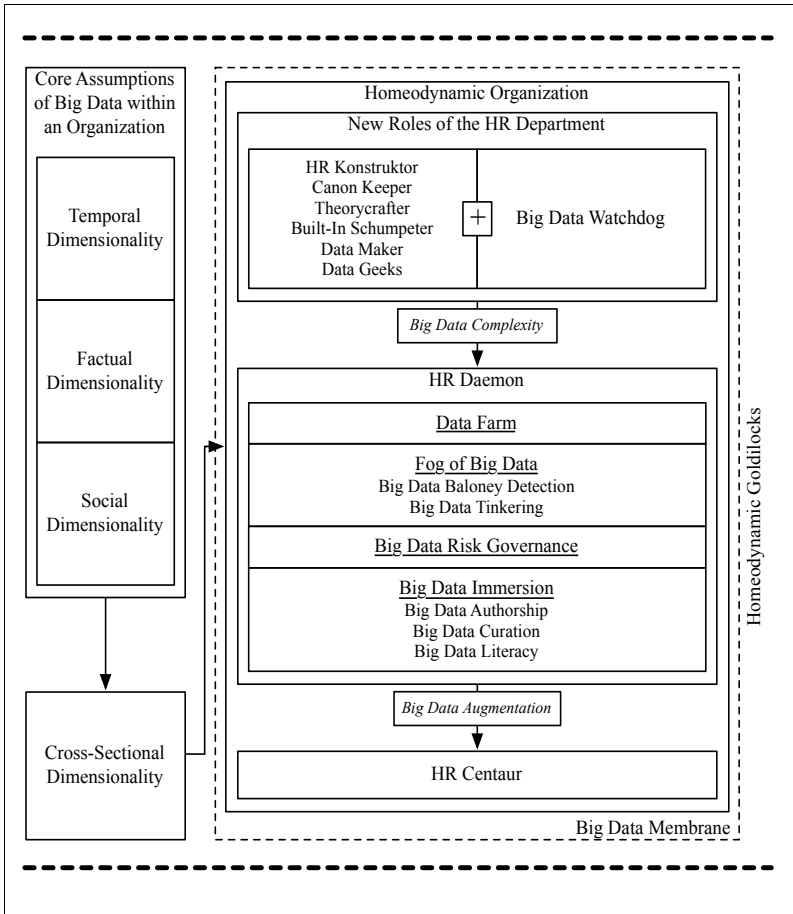 Core Assumptions
of Big Data within
an Organization
Temporal
Dimensionality
Factual
Dimensionality
Social
Dimensionality
Cross-Sectional
Dimensionality
Homeodynamic Organization
New Roles of the HR Department
HR Konstruktor
Canon Keeper
Theorycrafter
Built-In Schumpeter
Data Maker
Data Geeks
+
Big Data Watchdog
Big Data Complexity
HR Daemon
Data Farm
Fog of Big Data
Big Data Baloney Detection
Big Data Tinkering
Big Data Risk Governance
Big Data Immersion
Big Data Authorship
Big Data Curation
Big Data Literacy
Big Data Augmentation
HR Centaur
Big Data Membrane
Homeodynamic Goldilocks